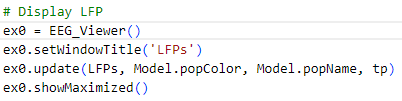 # Display LFP
ex0 = EEG_Viewer()
ex0.setWindowTitle('LFPs')
ex0.update(LFPs, Model.popColor, Model.popName, tp)
ex0.showMaximized()